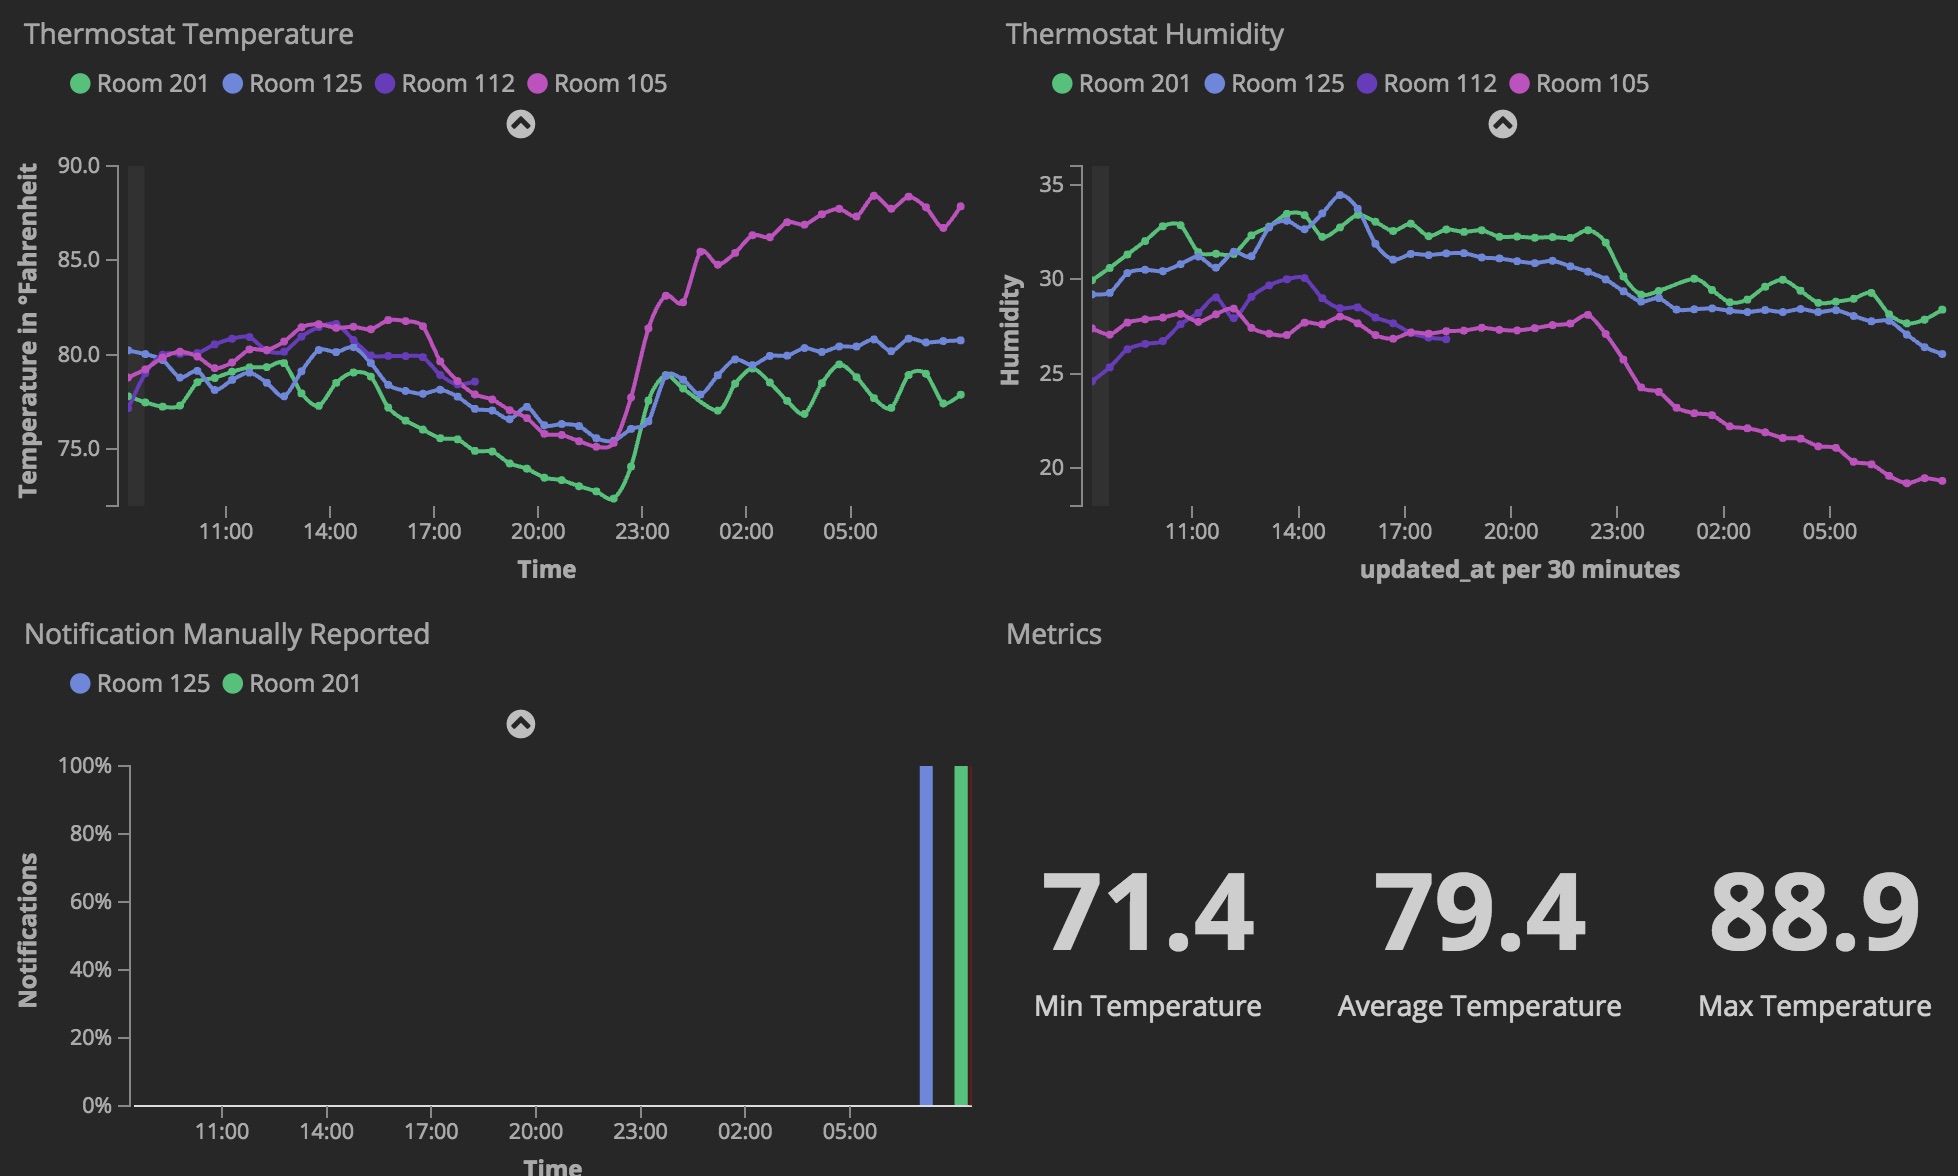 Thermostat Temperature
Room 201 Room 125 Room 112 Room 105
Temperature in °Fahrenheit
90.0
85.0
80.0
75.0
11:00 14:00 17:00 20:00 23:00 02:00 05:00
Time
Thermostat Humidity
Room 201 Room 125 Room 112 Room 105
Humidity
35
30
25
20
11:00 14:00 17:00 20:00 23:00 02:00 05:00
updated_at per 30 minutes
Notification Manually Reported
Room 125 Room 201
Notifications
100%
80%
60%
40%
20%
0%
11:00 14:00 17:00 20:00 23:00 02:00 05:00
Time
Metrics
71.4 79.4 88.9
Min Temperature Average Temperature Max Temperature